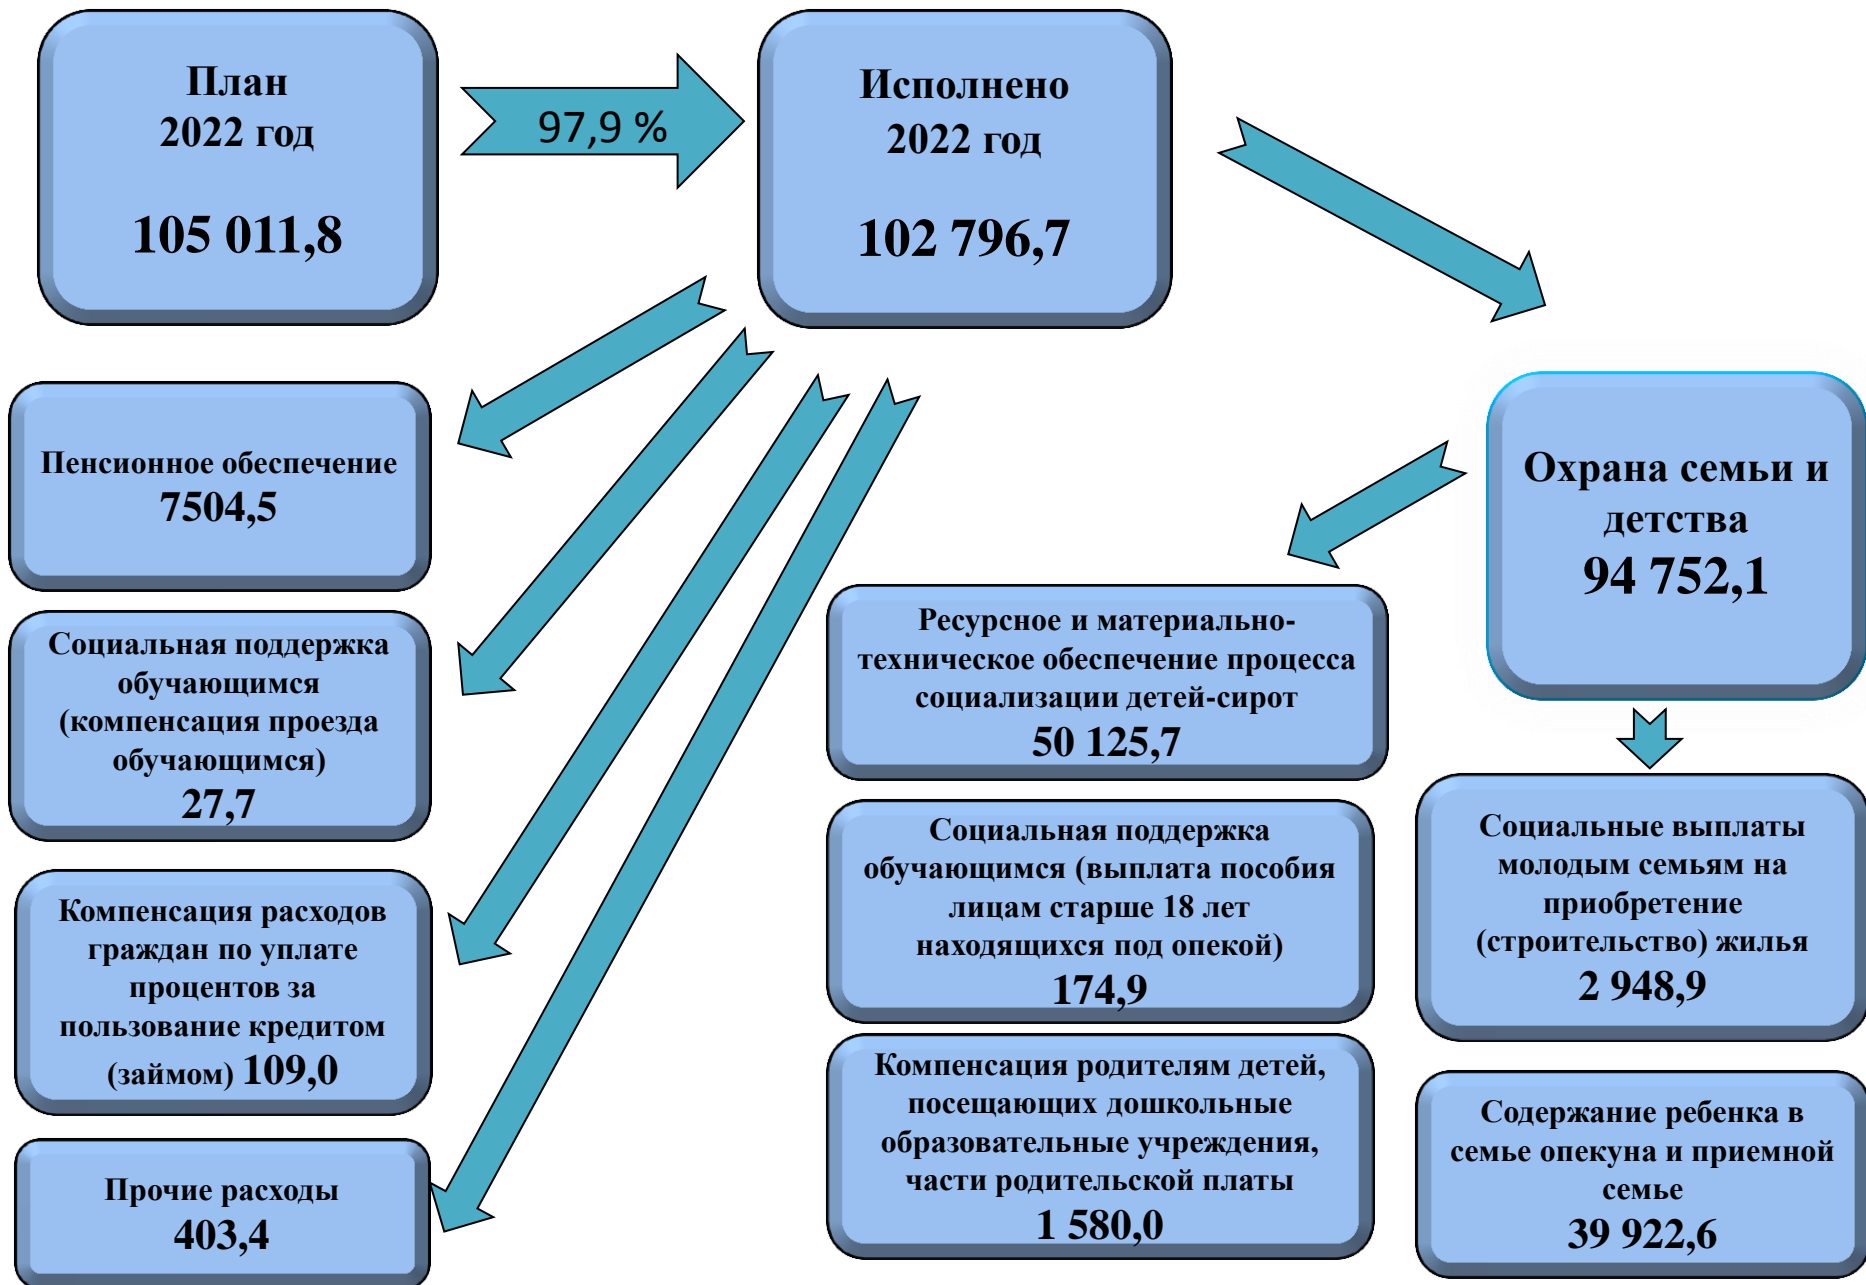 План
2022 год
105 011,8
97,9 %
Исполнено
2022 год
102 796,7
Пенсионное обеспечение
7504,5
Социальная поддержка
обучающимся
(компенсация проезда
обучающимся)
27,7
Компенсация расходов
граждан по уплате
процентов за
пользование кредитом
(займом) 109,0
Прочие расходы
403,4
Охрана семьи и
детства
94 752,1
Ресурсное и материально-
техническое обеспечение процесса
социализации детей-сирот
50 125,7
Социальная поддержка
обучающимся (выплата пособия
лицам старше 18 лет
находящихся под опекой)
174,9
Компенсация родителям детей,
посещающих дошкольные
образовательные учреждения,
части родительской платы
1 580,0
Социальные выплаты
молодым семьям на
приобретение
(строительство) жилья
2 948,9
Содержание ребенка в
семье опекуна и приемной
семье
39 922,6